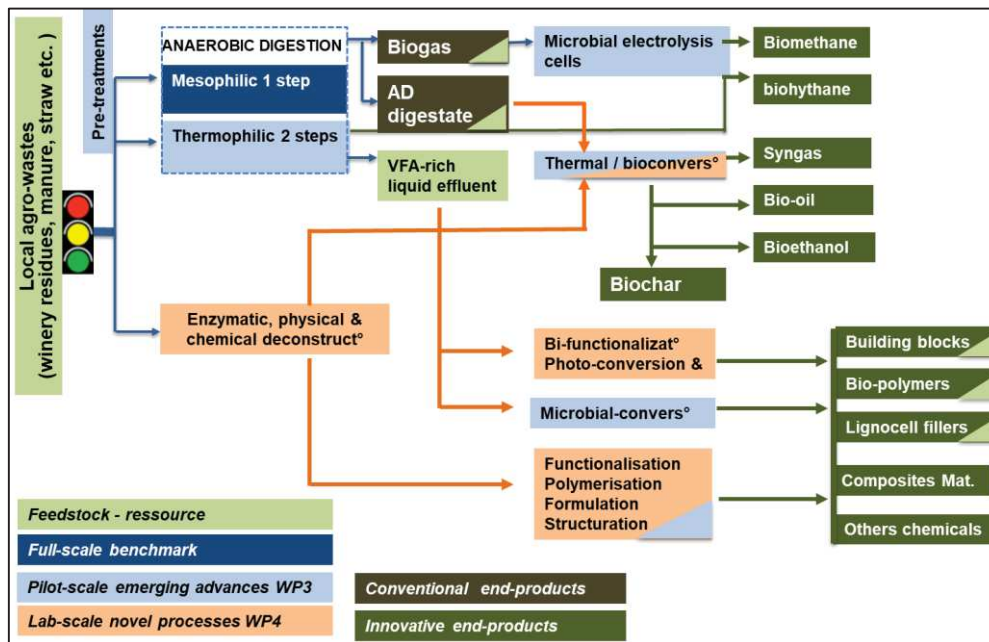 Local agro-wastes
(winery residues, manure, straw etc.)
Pre-treatments
ANAEROBIC DIGESTION
Mesophilic 1 step
Thermophilic 2 steps
Biogas
AD
digestate
VFA-rich
liquid effluent
Microbial electrolysis
cells
Thermal / bioconvers°
Biomethane
biohythane
Syngas
Bio-oil
Bioethanol
Biochar
Enzymatic, physical &
chemical deconstruct°
Bi-functionalizat°
Photo-conversion &
Microbial-convers°
Functionalisation
Polymerisation
Formulation
Structuration
Building blocks
Bio-polymers
Lignocell fillers
Composites Mat.
Others chemicals
Feedstock - ressource
Full-scale benchmark
Pilot-scale emerging advances WP3
Lab-scale novel processes WP4
Conventional end-products
Innovative end-products